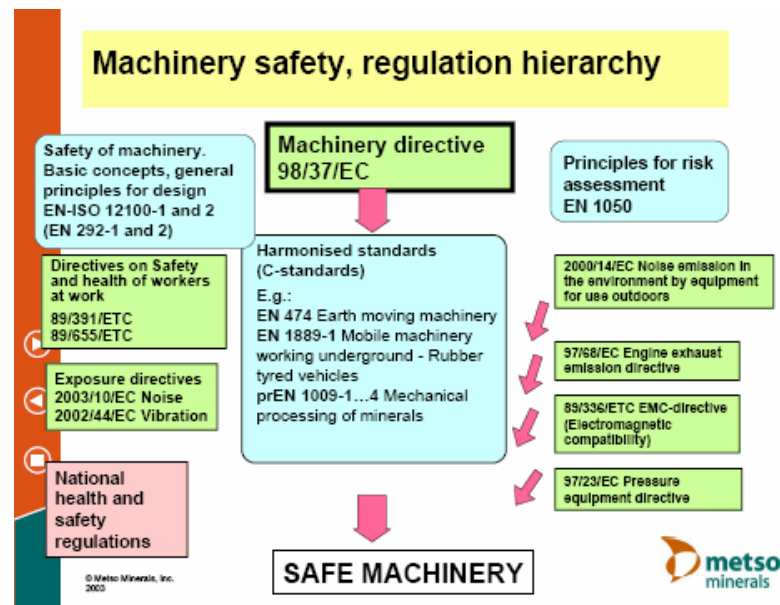 Machinery safety, regulation hierarchy
Safety of machinery.
Basic concepts, general
principles for design
EN-ISO 12100-1 and 2
(EN 292-1 and 2)
Machinery directive
98/37/EC
Principles for risk
assessment
EN 1050
Directives on Safety
and health of workers
at work
89/391/ETC
89/655/ETC
Exposure directives
2003/10/EC Noise
2002/44/EC Vibration
National
health and
safety
regulations
Harmonised standards
(C-standards)
E.g.:
EN 474 Earth moving machinery
EN 1889-1 Mobile machinery
working underground - Rubber
tyred vehicles
prEN 1009-1...4 Mechanical
processing of minerals
2000/14/EC Noise emission in
the environment by equipment
for use outdoors
97/68/EC Engine exhaust
emission directive
89/336/ETC EMC-directive
(Electromagnetic
compatibility)
97/23/EC Pressure
equipment directive
SAFE MACHINERY
© Metso Minerals, Inc.
2003
metso
minerals